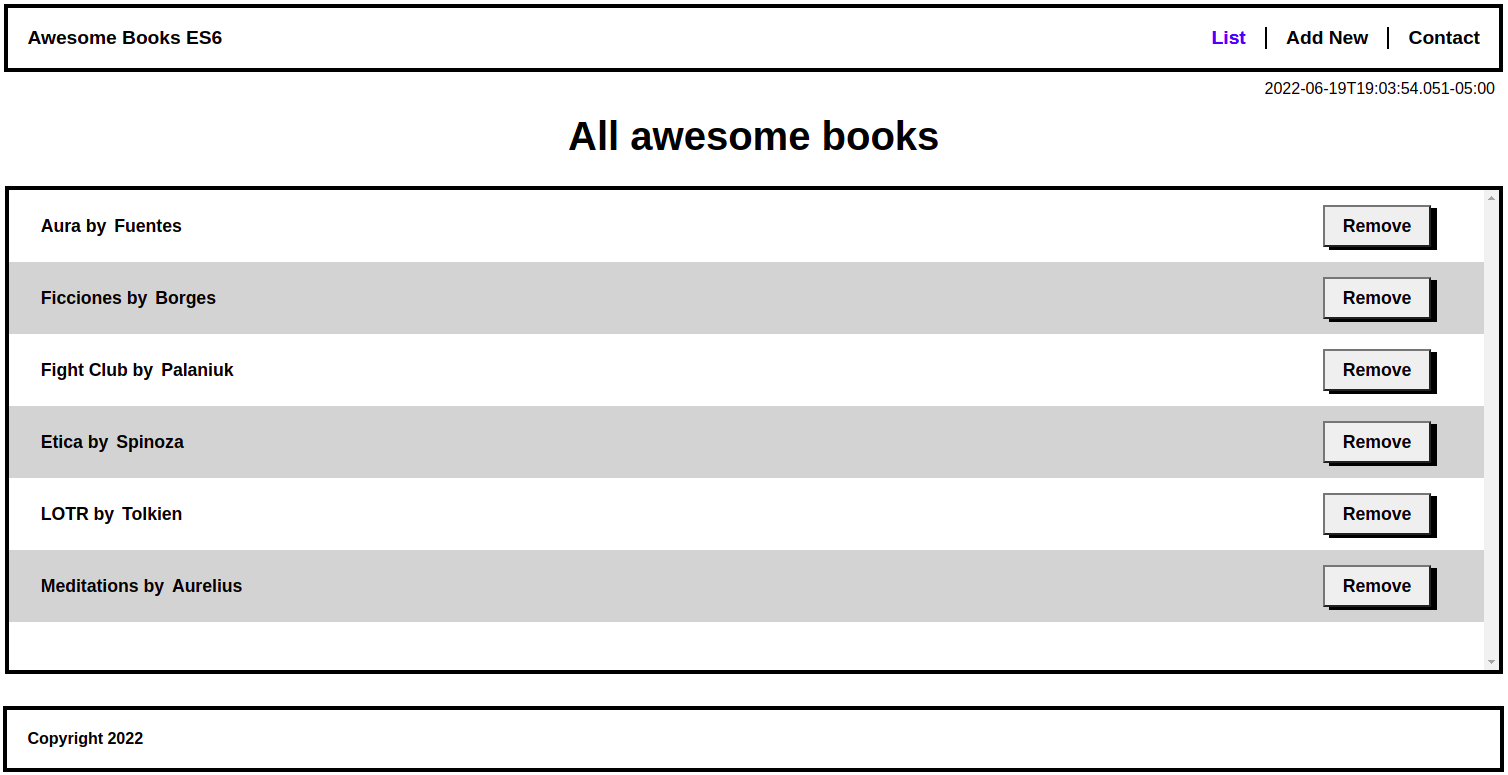 Awesome Books ES6 List Add New Contact
2022-06-19T19:03:54.051-05:00
All awesome books
Aura by Fuentes Remove
Ficciones by Borges Remove
Fight Club by Palaniuk Remove
Etica by Spinoza Remove
LOTR by Tolkien Remove
Meditations by Aurelius Remove
Copyright 2022